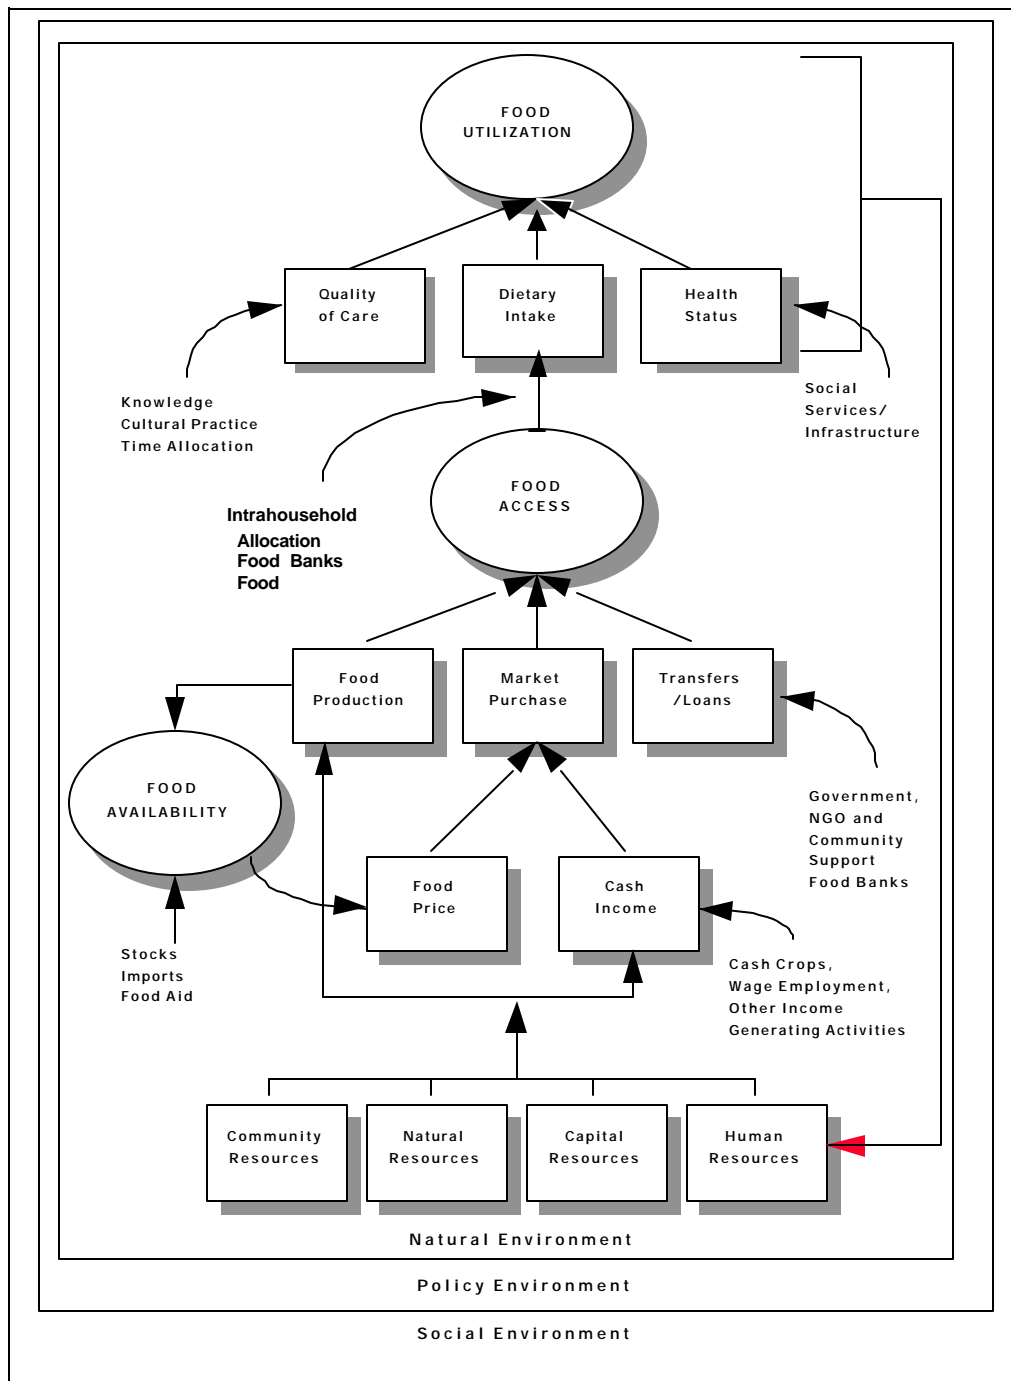 FOOD
UTILIZATION
Quality
of Care
Dietary
Intake
Health
Status
Knowledge
Cultural Practice
Time Allocation
Social
Services/
Infrastructure
Intrahousehold
Allocation
Food Banks
Food
FOOD
ACCESS
Food
Production
Market
Purchase
Transfers
/Loans
FOOD
AVAILABILITY
Government,
NGO and
Community
Support
Food Banks
Food
Price
Cash
Income
Stocks
Imports
Food Aid
Cash Crops,
Wage Employment,
Other Income
Generating Activities
Community
Resources
Natural
Resources
Capital
Resources
Human
Resources
Natural Environment
Policy Environment
Social Environment